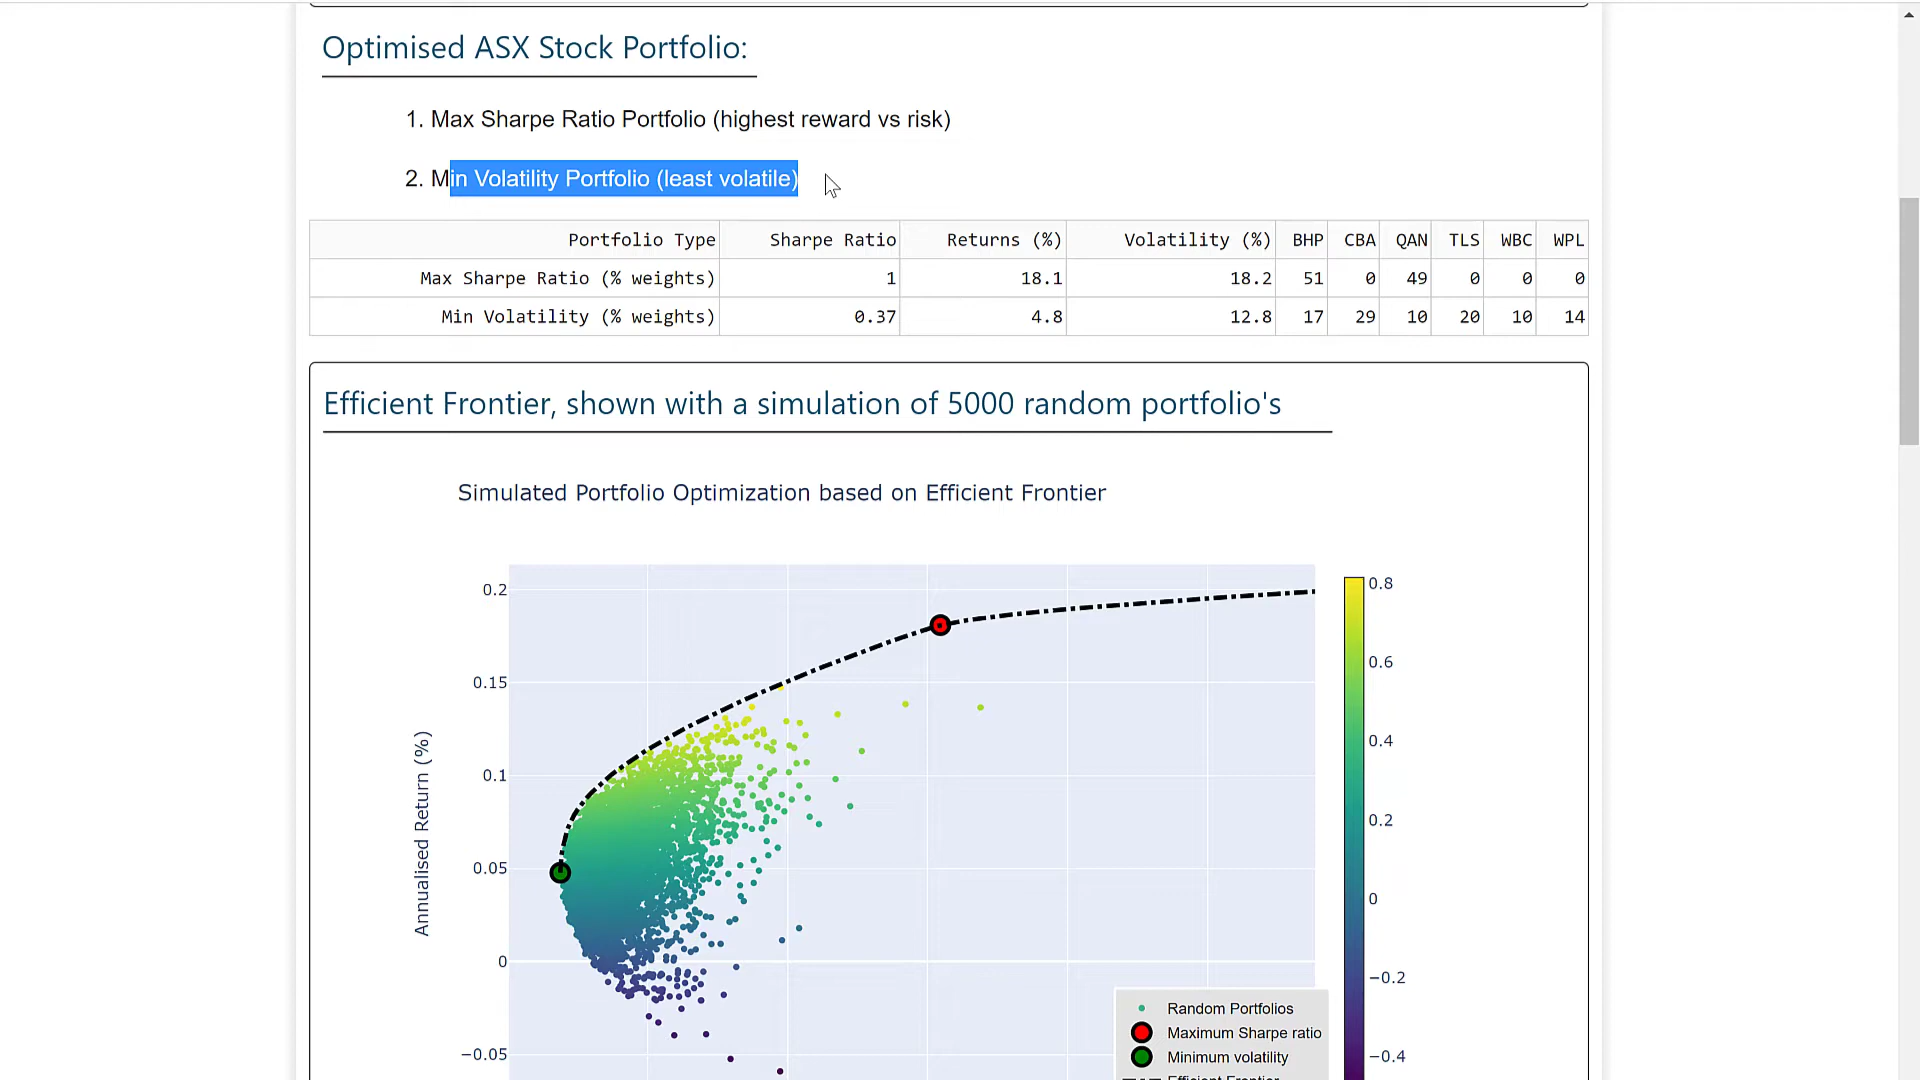 Optimised ASX Stock Portfolio:
1. Max Sharpe Ratio Portfolio (highest reward vs risk)
2. Min Volatility Portfolio (least volatile)
Portfolio Type Sharpe Ratio Returns (%) Volatility (%) BHP CBA QAN TLS WBC WPL
Max Sharpe Ratio (% weights) 1 18.1 18.2 51 0 49 0 0 0
Min Volatility (% weights) 0.37 4.8 12.8 17 29 10 20 10 14
Efficient Frontier, shown with a simulation of 5000 random portfolio's
Simulated Portfolio Optimization based on Efficient Frontier
Annualised Return (%)
0.2
0.15
0.1
0.05
0
−0.05
0.8
0.6
0.4
0.2
0
−0.2
−0.4
Random Portfolios
Maximum Sharpe ratio
Minimum volatility
Efficient Frontier